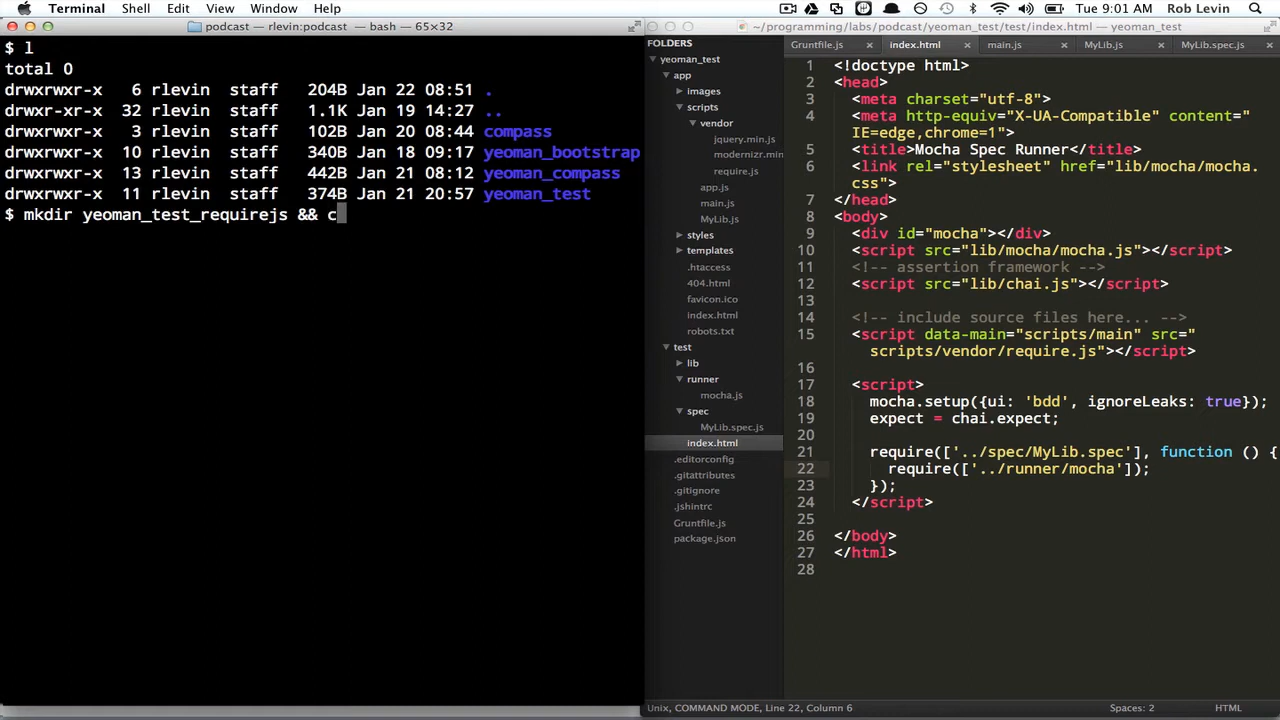 Terminal Shell Edit View Window Help Tue 9:01 AM Rob Levin
podcast — rlevin:podcast — bash — 65×32
$ l
total 0
drwxrwxr-x 6 rlevin staff 204B Jan 22 08:51 .
drwxrwxr-x 32 rlevin staff 1.1K Jan 19 14:27 ..
drwxrwxr-x 3 rlevin staff 102B Jan 20 08:44 compass
drwxrwxr-x 10 rlevin staff 340B Jan 18 09:17 yeoman_bootstrap
drwxrwxr-x 13 rlevin staff 442B Jan 21 08:12 yeoman_compass
drwxrwxr-x 11 rlevin staff 374B Jan 21 20:57 yeoman_test
$ mkdir yeoman_test_requirejs && c
~/programming/labs/podcast/yeoman_test/test/index.html — yeoman_test
FOLDERS
yeoman_test
app
images
scripts
vendor
jquery.min.js
modernizr.min
require.js
app.js
main.js
MyLib.js
styles
templates
.htaccess
404.html
favicon.ico
index.html
robots.txt
test
lib
runner
mocha.js
spec
MyLib.spec.js
index.html
.editorconfig
.gitattributes
.gitignore
.jshintrc
Gruntfile.js
package.json
Gruntfile.js × index.html × main.js × MyLib.js × MyLib.spec.js ×
1 <!doctype html>
2 <head>
3 <meta charset="utf-8">
4 <meta http-equiv="X-UA-Compatible" content="
IE=edge,chrome=1">
5 <title>Mocha Spec Runner</title>
6 <link rel="stylesheet" href="lib/mocha/mocha.
css">
7 </head>
8 <body>
9 <div id="mocha"></div>
10 <script src="lib/mocha/mocha.js"></script>
11 <!-- assertion framework -->
12 <script src="lib/chai.js"></script>
13
14 <!-- include source files here... -->
15 <script data-main="scripts/main" src="
scripts/vendor/require.js"></script>
16
17 <script>
18 mocha.setup({ui: 'bdd', ignoreLeaks: true});
19 expect = chai.expect;
20
21 require(['../spec/MyLib.spec'], function () {
22 require(['../runner/mocha']);
23 });
24 </script>
25
26 </body>
27 </html>
28
Unix, COMMAND MODE, Line 22, Column 6 Spaces: 2 HTML